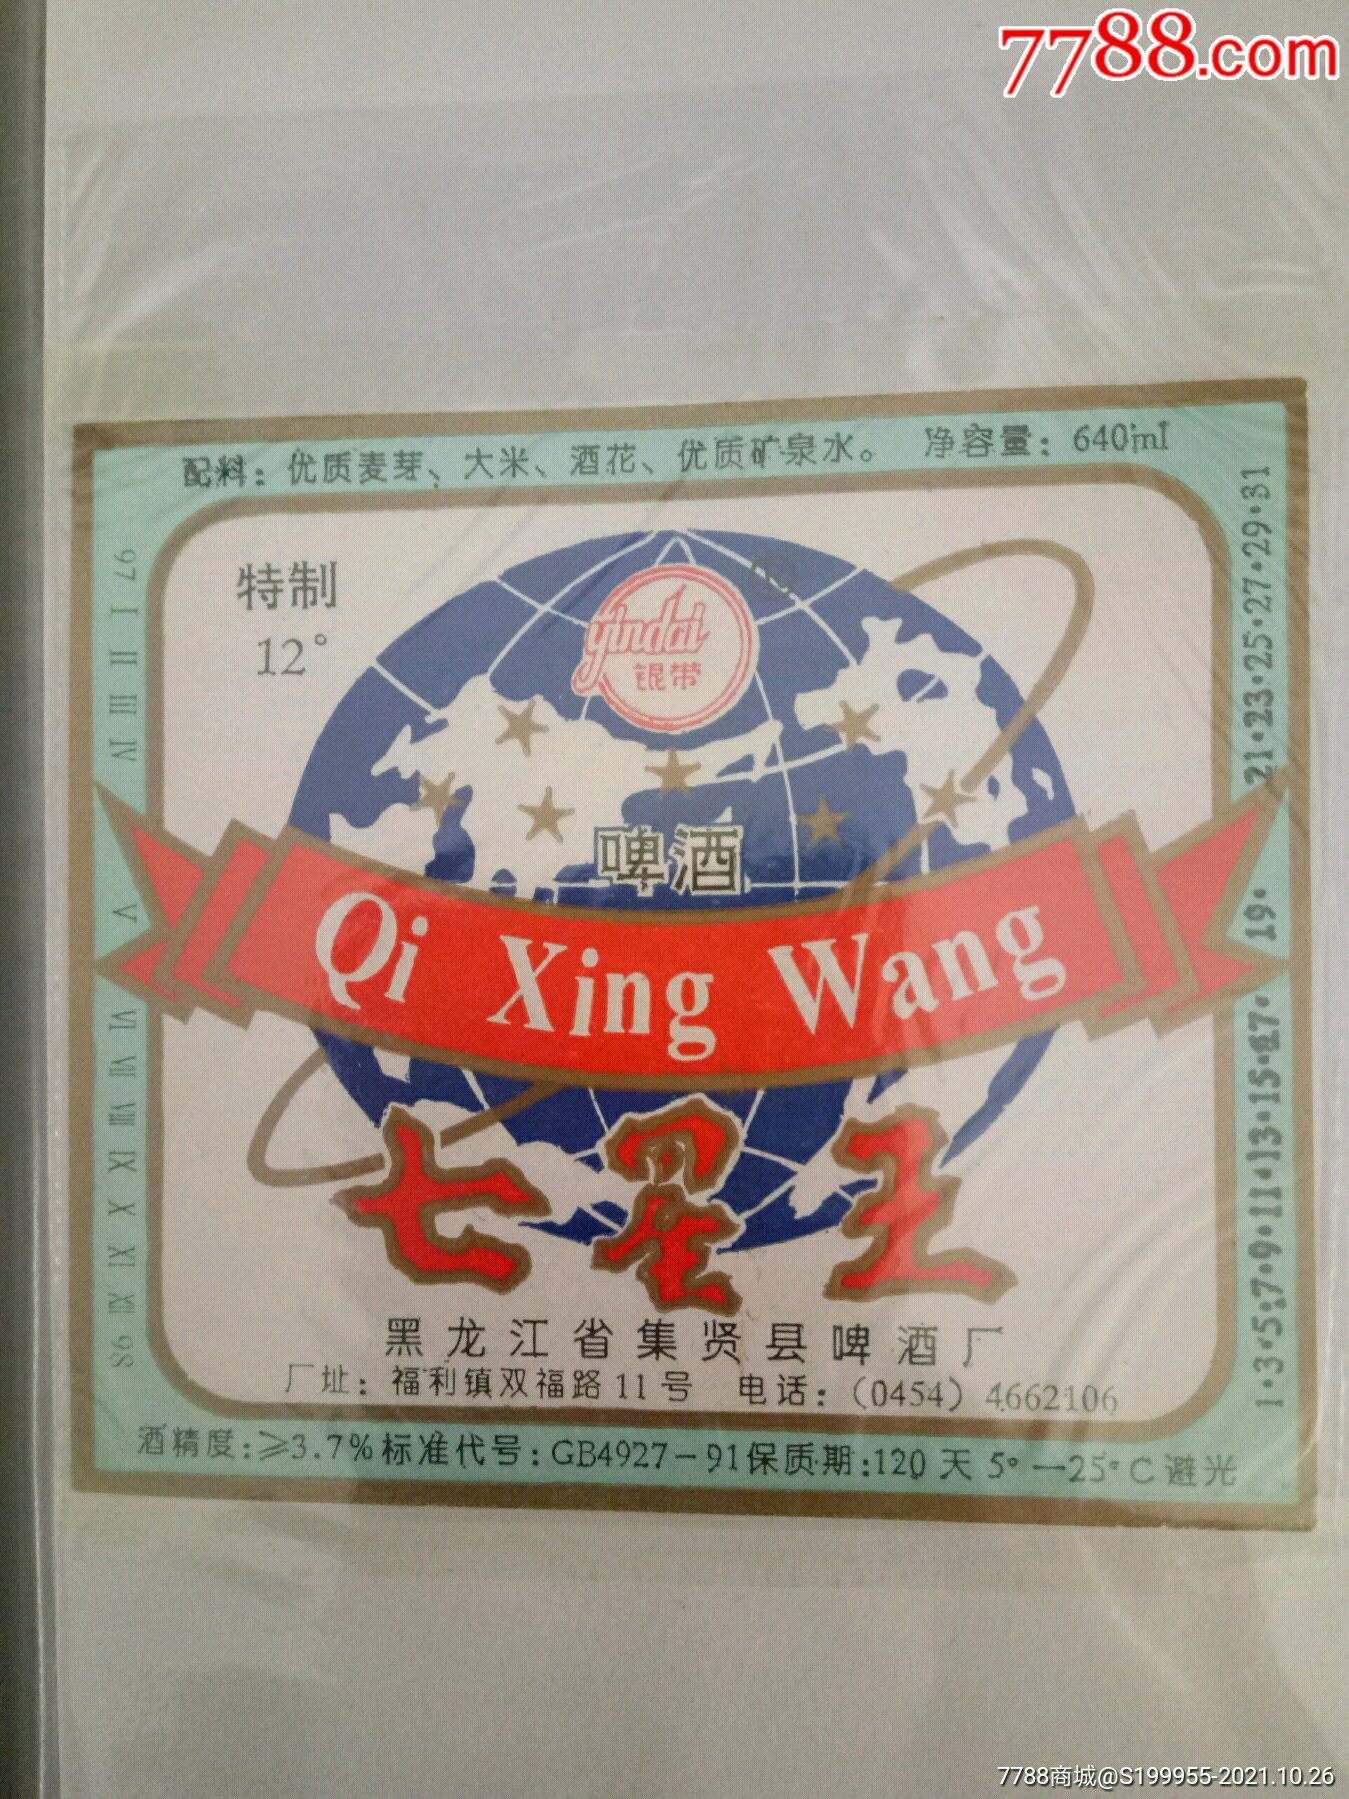 7788.com
配料：优质麦芽、大米、酒花、优质矿泉水。 净容量：640ml
特制
12°
yindai
银带
啤酒
Qi Xing Wang
七星王
黑龙江省集贤县啤酒厂
厂址：福利镇双福路11号 电话：（0454）4662106
酒精度：≥3.7%标准代号：GB4927-91保质期：120天5°—25°C避光
97 I II III IV V VI VII VIII IX X XI XII 98
1·3·5·7·9·11·13·15·17·19·21·23·25·27·29·31
7788商城@S199955-2021.10.26